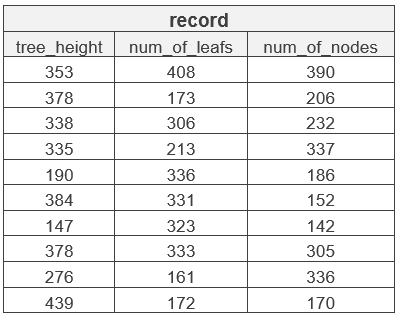 record
tree_height num_of_leafs num_of_nodes
353 408 390
378 173 206
338 306 232
335 213 337
190 336 186
384 331 152
147 323 142
378 333 305
276 161 336
439 172 170